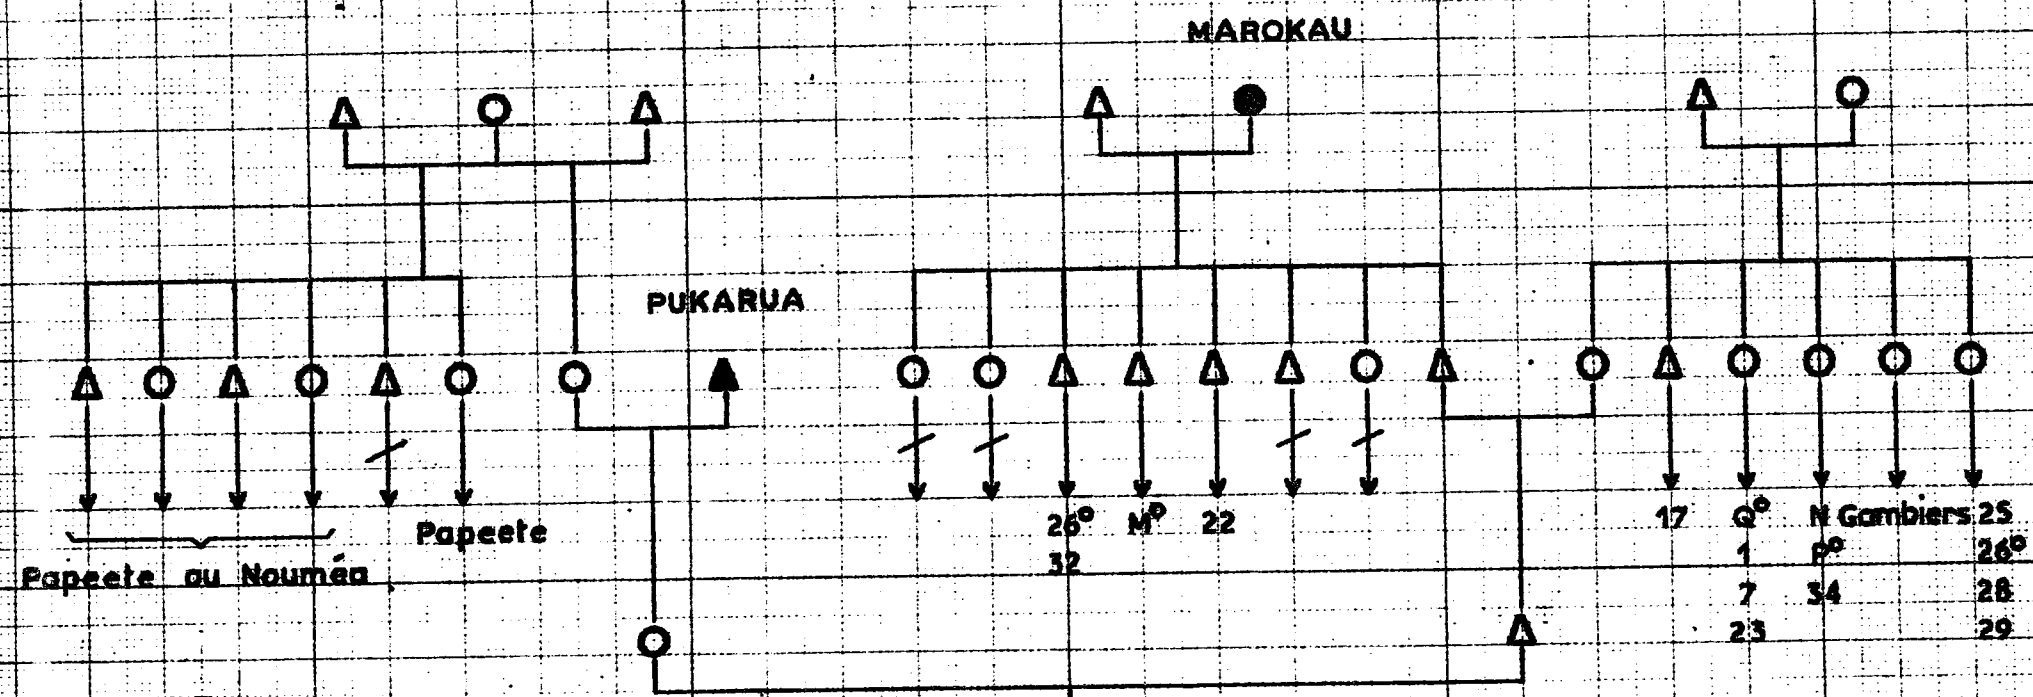 MAROKAU
PUKARUA
26° M° 22 17 Q° N Gambiers 25
Papeete
32 1 P° 26°
Papeete ou Nouméa
7 34 28
23 29